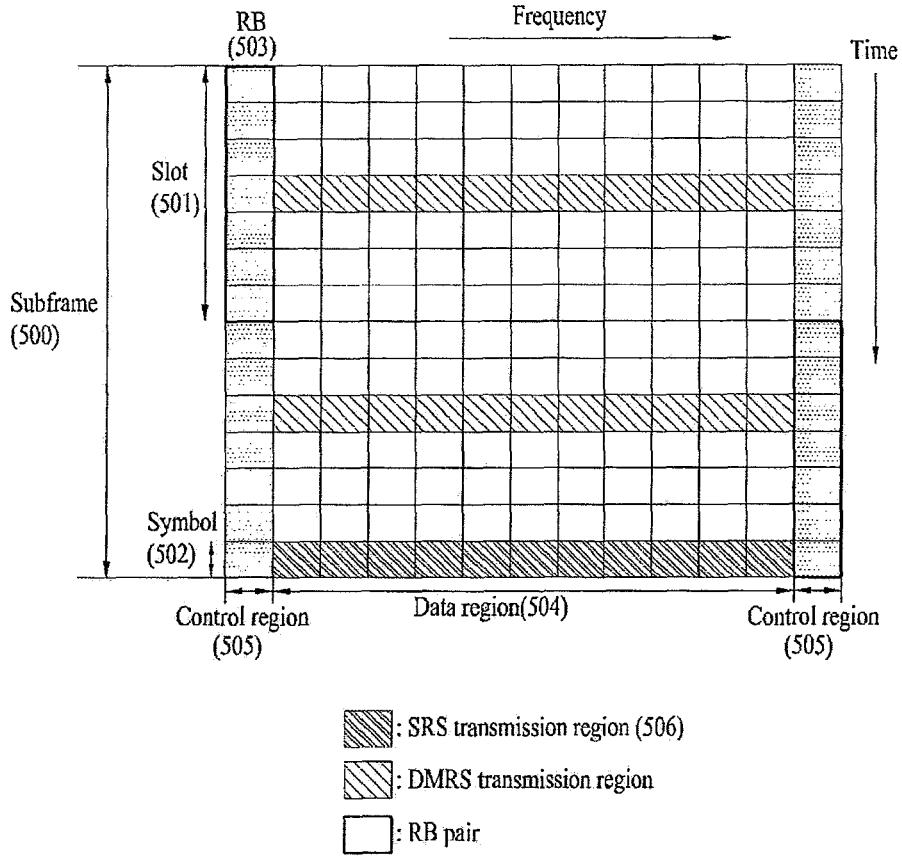 RB
(503)
Frequency
Time
Slot
(501)
Subframe
(500)
Symbol
(502)
Control region
(505)
Data region(504)
Control region
(505)
: SRS transmission region (506)
: DMRS transmission region
: RB pair